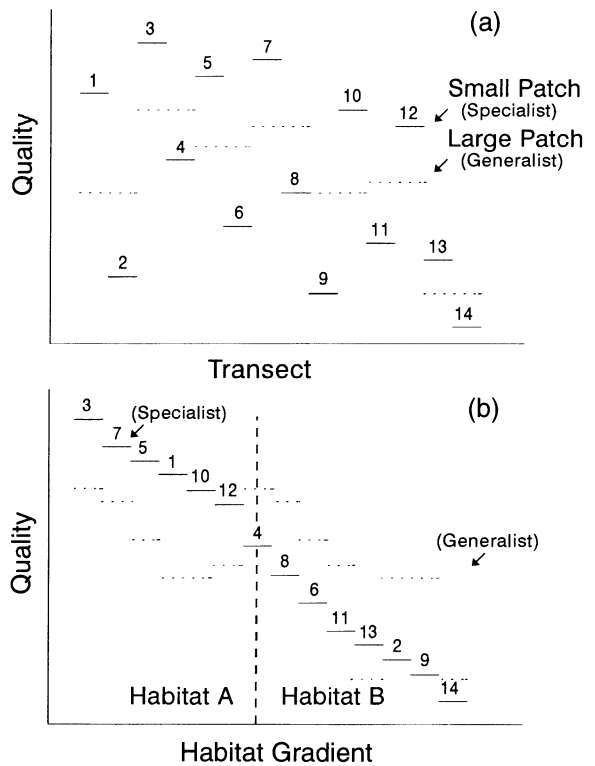 (a)
3
7
5
1
10
Small Patch
12
(Specialist)
Large Patch
4
(Generalist)
8
6
11
13
2
9
14
Quality
Transect
(b)
3
(Specialist)
7
5
1
10
12
4
(Generalist)
8
6
11
13
2
9
14
Habitat A
Habitat B
Quality
Habitat Gradient